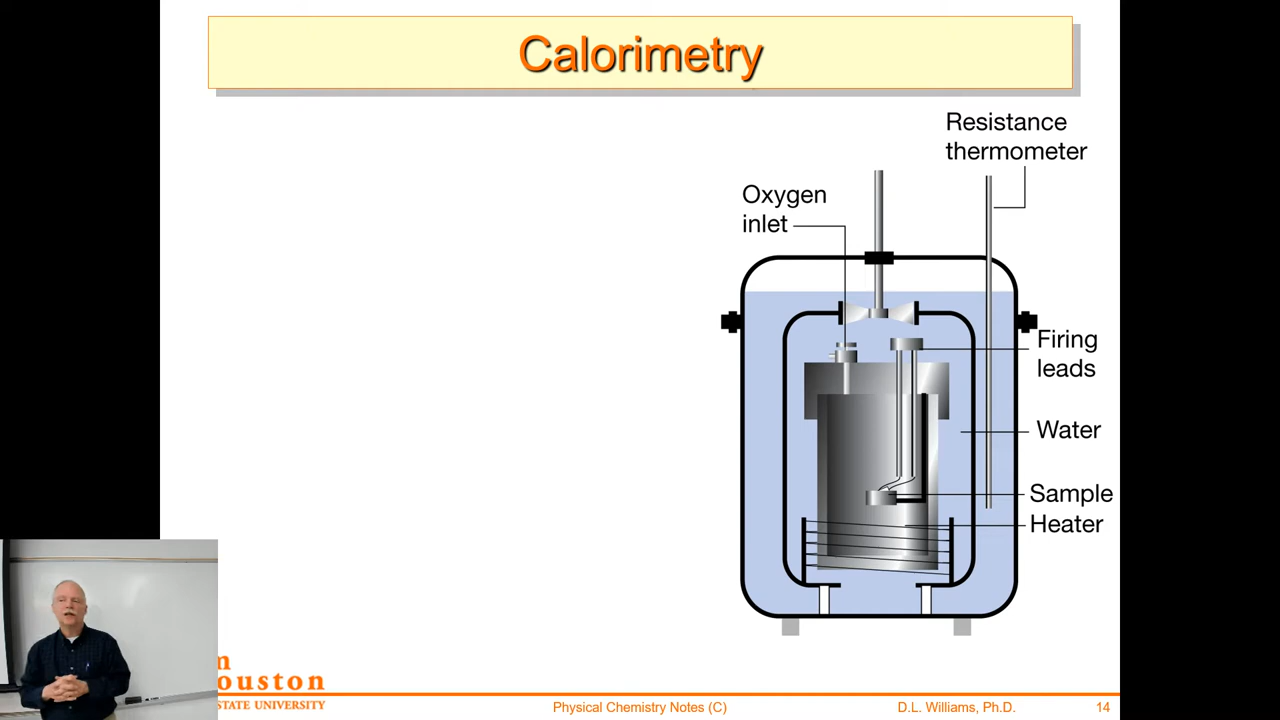 Calorimetry
Resistance
thermometer
Oxygen
inlet
Firing
leads
Water
Sample
Heater
ouston
STATE UNIVERSITY
Physical Chemistry Notes (C)
D.L. Williams, Ph.D.
14